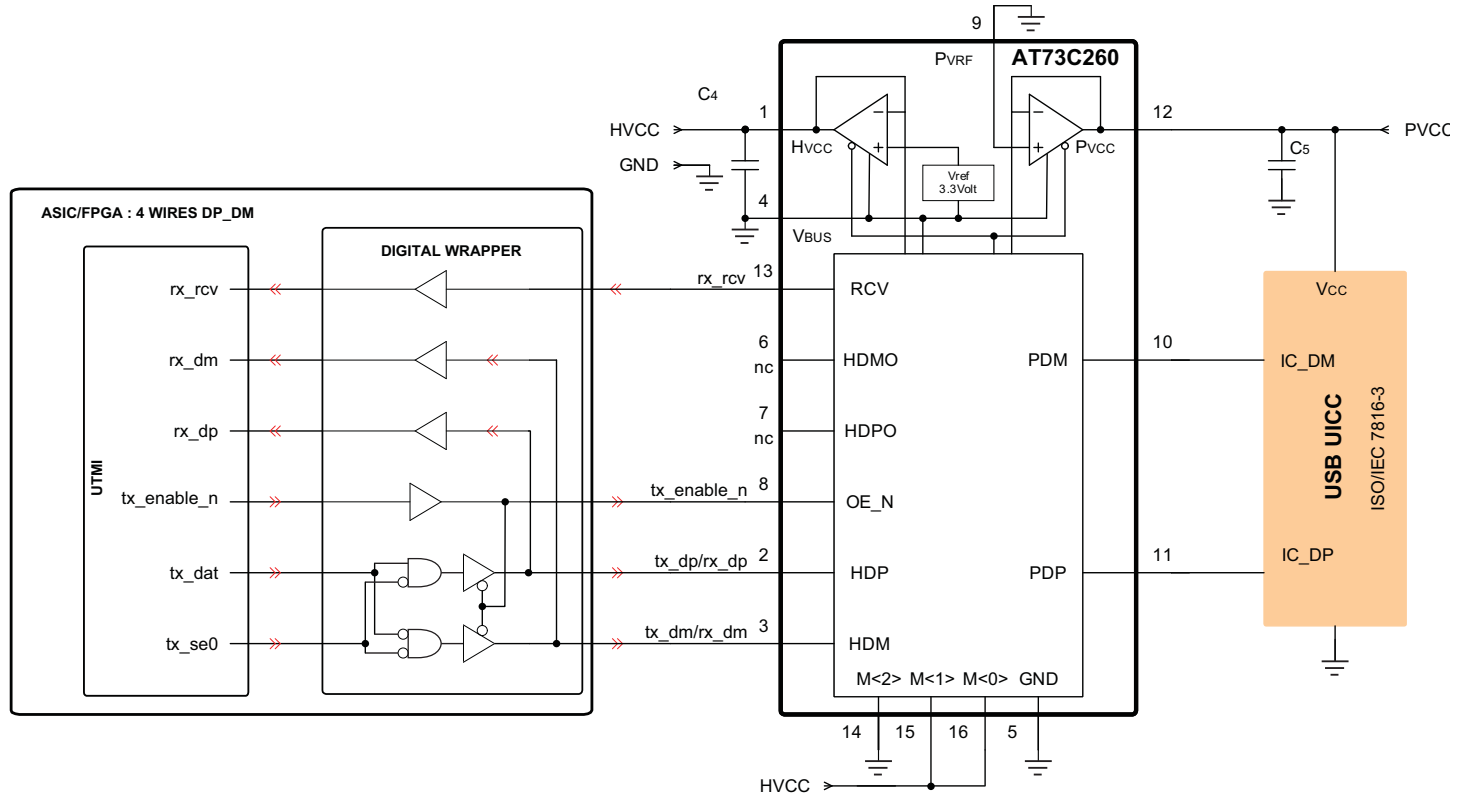 9
PVRF
AT73C260
C4
1
12
HVCC
PVCC
HVCC
PVCC
C5
GND
Vref
3.3Volt
4
VBUS
ASIC/FPGA : 4 WIRES DP_DM
DIGITAL WRAPPER
UTMI
rx_rcv
rx_rcv
13
RCV
VCC
rx_dm
6
nc
HDMO
PDM
10
IC_DM
rx_dp
7
nc
HDPO
USB UICC
ISO/IEC 7816-3
tx_enable_n
tx_enable_n
8
OE_N
tx_dat
tx_dp/rx_dp
2
HDP
PDP
11
IC_DP
tx_se0
tx_dm/rx_dm
3
HDM
M<2> M<1> M<0> GND
14
15
16
5
HVCC